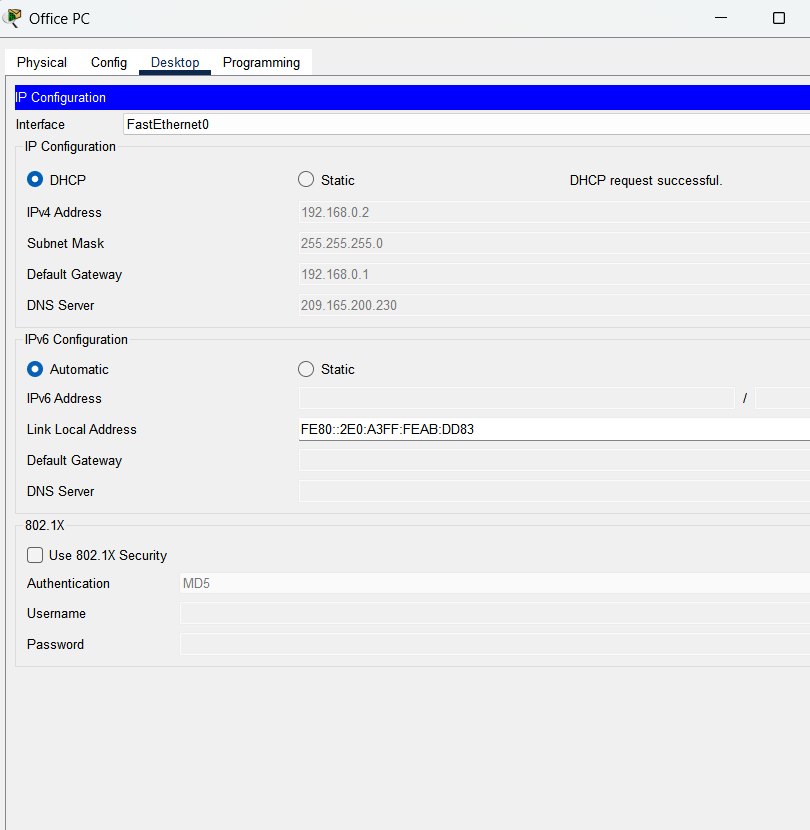 Office PC
Physical Config Desktop Programming
IP Configuration
Interface FastEthernet0
IP Configuration
DHCP Static DHCP request successful.
IPv4 Address 192.168.0.2
Subnet Mask 255.255.255.0
Default Gateway 192.168.0.1
DNS Server 209.165.200.230
IPv6 Configuration
Automatic Static
IPv6 Address /
Link Local Address FE80::2E0:A3FF:FEAB:DD83
Default Gateway
DNS Server
802.1X
Use 802.1X Security
Authentication MD5
Username
Password